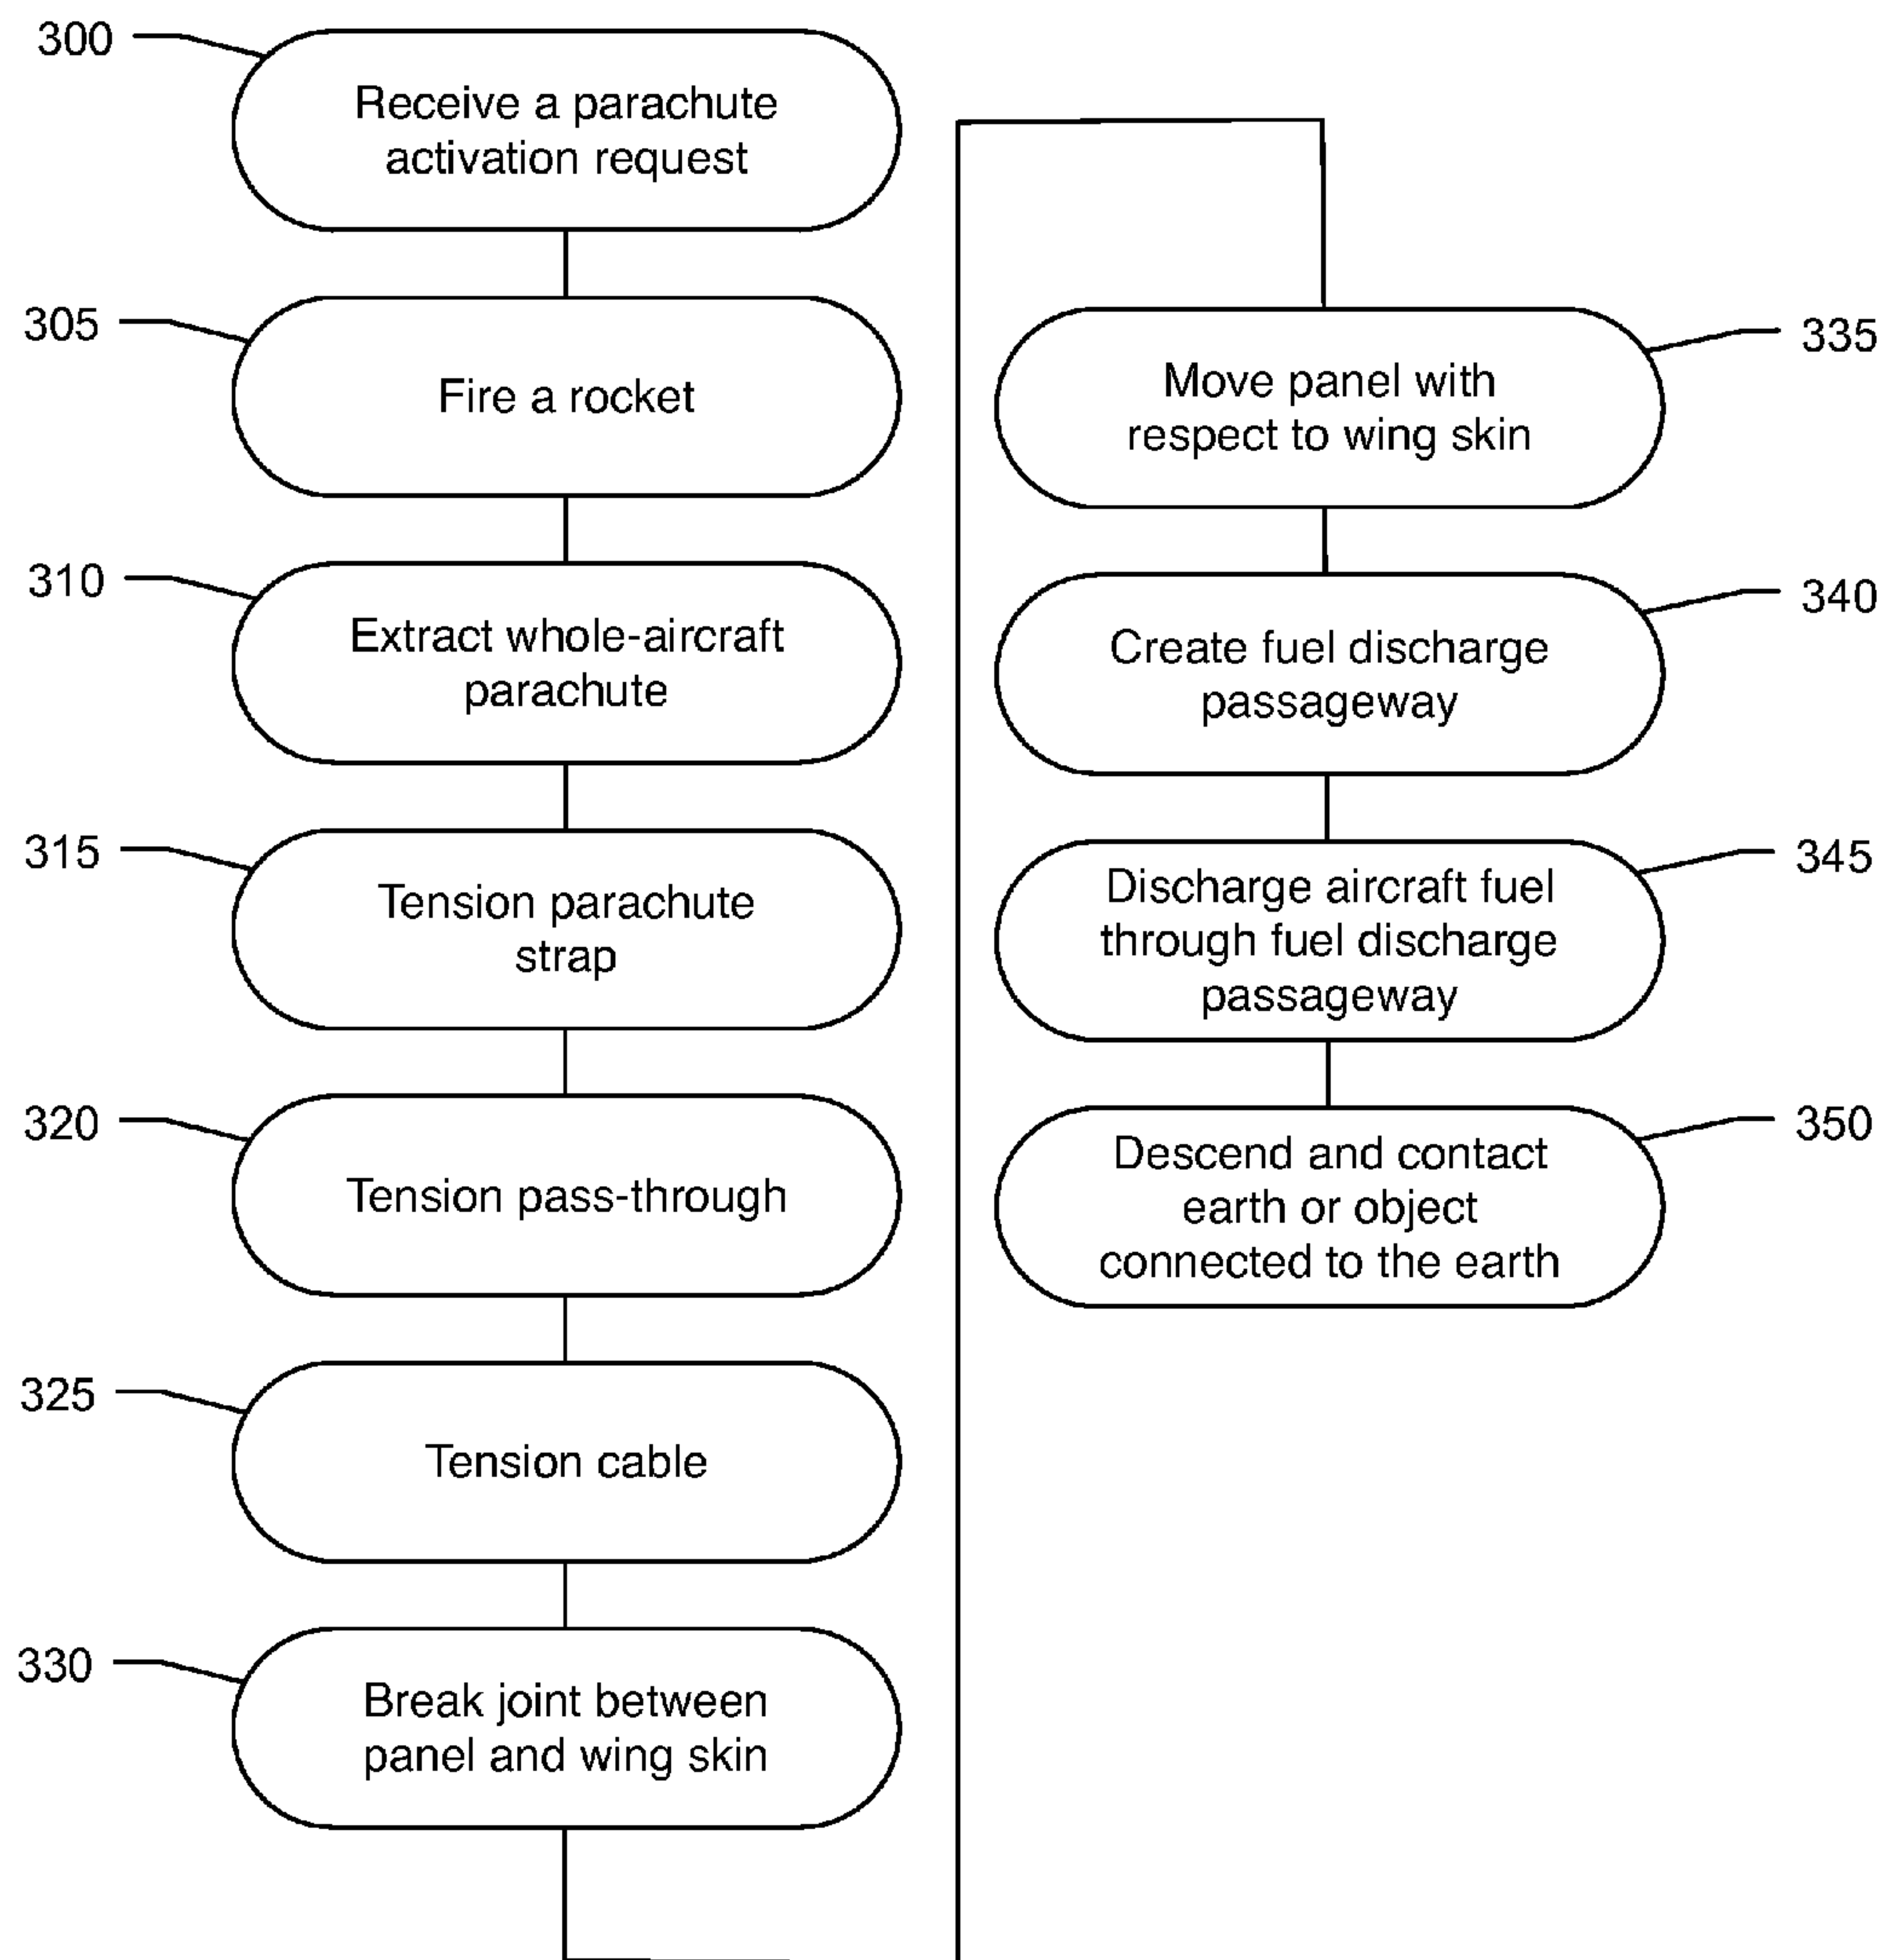 300
Receive a parachute
activation request
305
Fire a rocket
310
Extract whole-aircraft
parachute
315
Tension parachute
strap
320
Tension pass-through
325
Tension cable
330
Break joint between
panel and wing skin
335
Move panel with
respect to wing skin
340
Create fuel discharge
passageway
345
Discharge aircraft fuel
through fuel discharge
passageway
350
Descend and contact
earth or object
connected to the earth